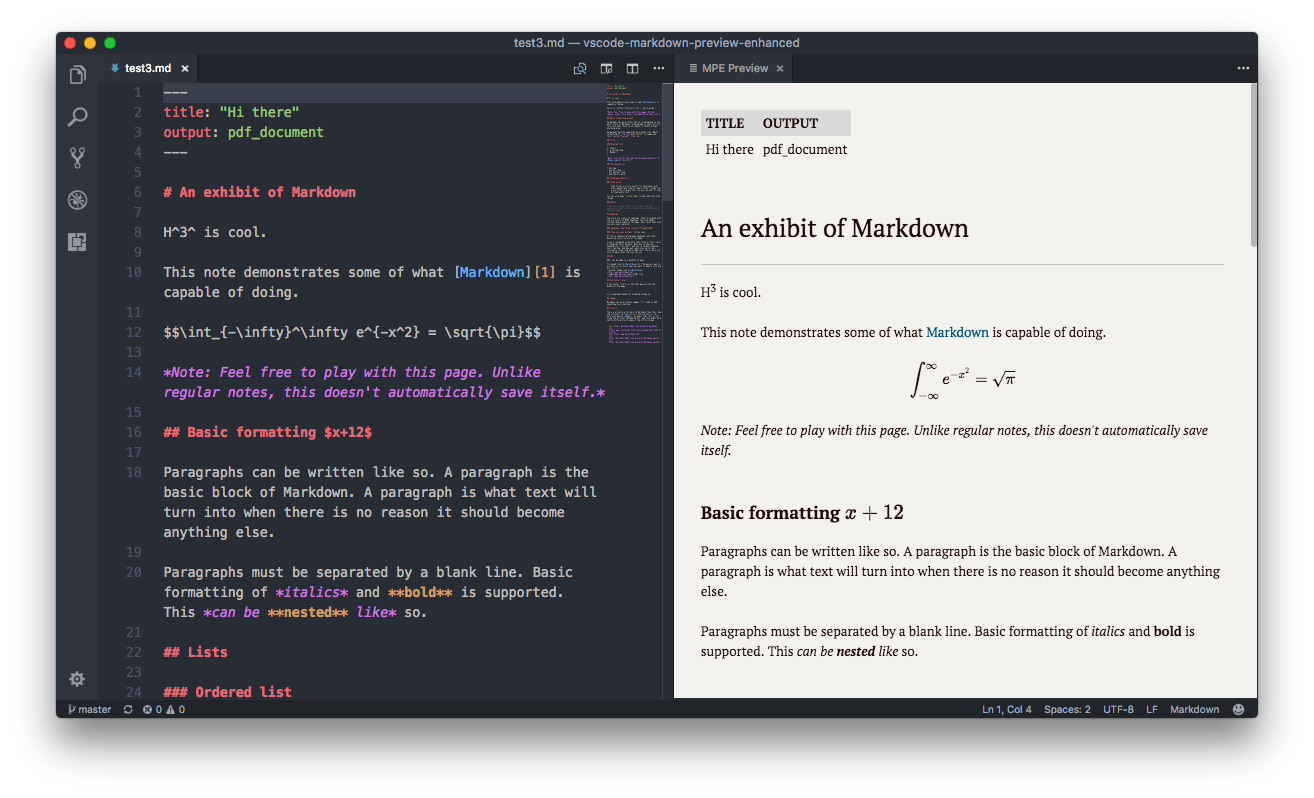 test3.md — vscode-markdown-preview-enhanced
test3.md ×
1 ---
2 title: "Hi there"
3 output: pdf_document
4 ---
5
6 # An exhibit of Markdown
7
8 H^3^ is cool.
9
10 This note demonstrates some of what [Markdown][1] is
capable of doing.
11
12 $$\int_{-\infty}^\infty e^{-x^2} = \sqrt{\pi}$$
13
14 *Note: Feel free to play with this page. Unlike
regular notes, this doesn't automatically save itself.*
15
16 ## Basic formatting $x+12$
17
18 Paragraphs can be written like so. A paragraph is the
basic block of Markdown. A paragraph is what text will
turn into when there is no reason it should become
anything else.
19
20 Paragraphs must be separated by a blank line. Basic
formatting of *italics* and **bold** is supported.
This *can be **nested** like* so.
21
22 ## Lists
23
24 ### Ordered list
MPE Preview ×
TITLE OUTPUT
Hi there pdf_document
An exhibit of Markdown
H³ is cool.
This note demonstrates some of what Markdown is capable of doing.
∫_{-∞}^{∞} e^{-x²} = √π
Note: Feel free to play with this page. Unlike regular notes, this doesn't automatically save
itself.
Basic formatting x + 12
Paragraphs can be written like so. A paragraph is the basic block of Markdown. A
paragraph is what text will turn into when there is no reason it should become anything
else.
Paragraphs must be separated by a blank line. Basic formatting of italics and bold is
supported. This can be nested like so.
master 0 0 Ln 1, Col 4 Spaces: 2 UTF-8 LF Markdown